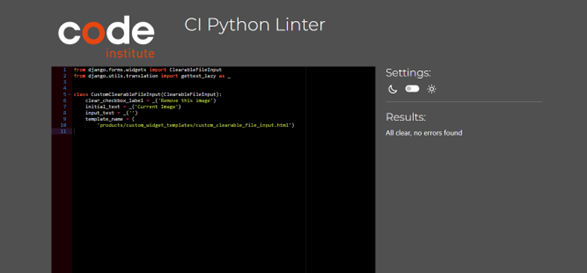 code
institute
CI Python Linter
1 from django.forms.widgets import ClearableFileInput
2 from django.utils.translation import gettext_lazy as _
3
4
5 class CustomClearableFileInput(ClearableFileInput):
6 clear_checkbox_label = _('Remove this image')
7 initial_text = _('Current Image')
8 input_text = _('')
9 template_name = (
10 'products/custom_widget_templates/custom_clearable_file_input.html')
11
Settings:
Results:
All clear, no errors found